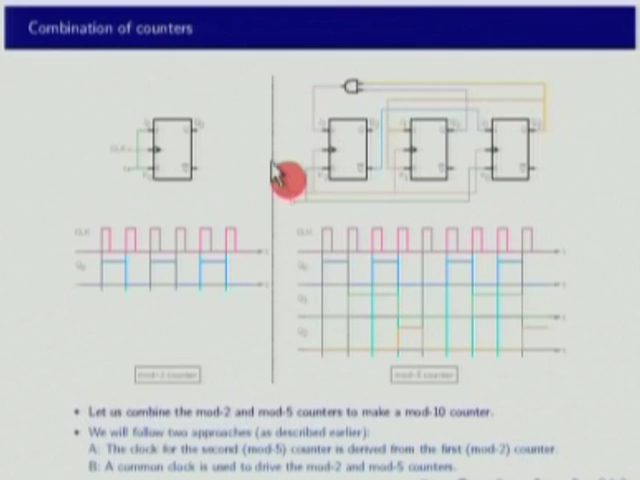 Combination of counters
CLK
CLK
mod-2 counter
mod-5 counter
• Let us combine the mod-2 and mod-5 counters to make a mod-10 counter.
• We will follow two approaches (as described earlier):
A: The clock for the second (mod-5) counter is derived from the first (mod-2) counter.
B: A common clock is used to drive the mod-2 and mod-5 counters.